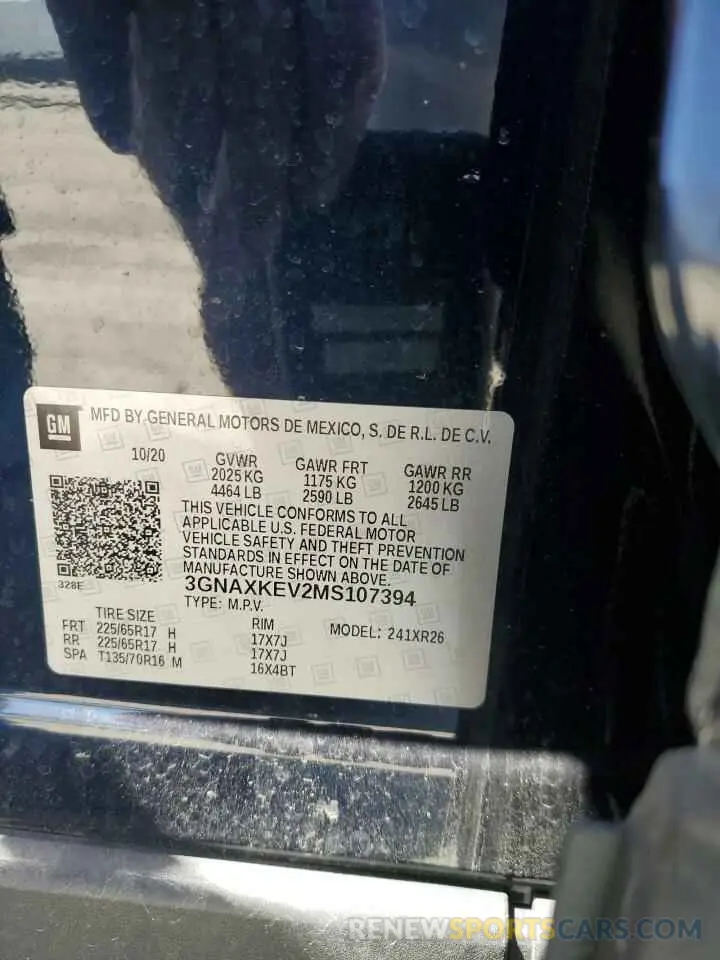 GM MFD BY GENERAL MOTORS DE MEXICO, S. DE R.L. DE C.V.
10/20 GVWR GAWR FRT GAWR RR
2025 KG 1175 KG 1200 KG
4464 LB 2590 LB 2645 LB
THIS VEHICLE CONFORMS TO ALL
APPLICABLE U.S. FEDERAL MOTOR
VEHICLE SAFETY AND THEFT PREVENTION
STANDARDS IN EFFECT ON THE DATE OF
MANUFACTURE SHOWN ABOVE.
328E
3GNAXKEV2MS107394
TYPE: M.P.V.
TIRE SIZE RIM MODEL: 241XR26
FRT 225/65R17 H 17X7J
RR 225/65R17 H 17X7J
SPA T135/70R16 M 16X4BT
RENEWSPORTSCARS.COM